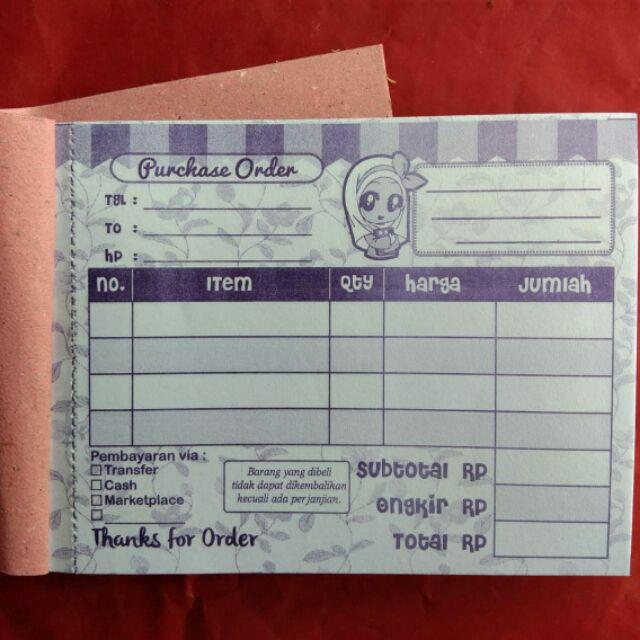 Purchase Order
TGL :
TO :
hp :
no. ITEM QTY harga Jumlah
Pembayaran via :
Transfer
Cash
Marketplace
Barang yang dibeli
tidak dapat dikembalikan
kecuali ada perjanjian.
Subtotal RP
Ongkir RP
Total RP
Thanks for Order